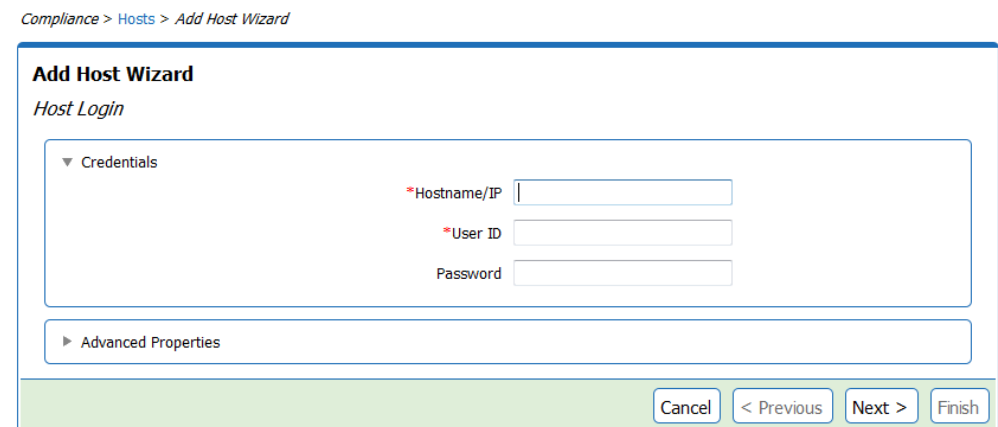 Compliance > Hosts > Add Host Wizard
Add Host Wizard
Host Login
Credentials
*Hostname/IP
*User ID
Password
Advanced Properties
Cancel < Previous Next > Finish